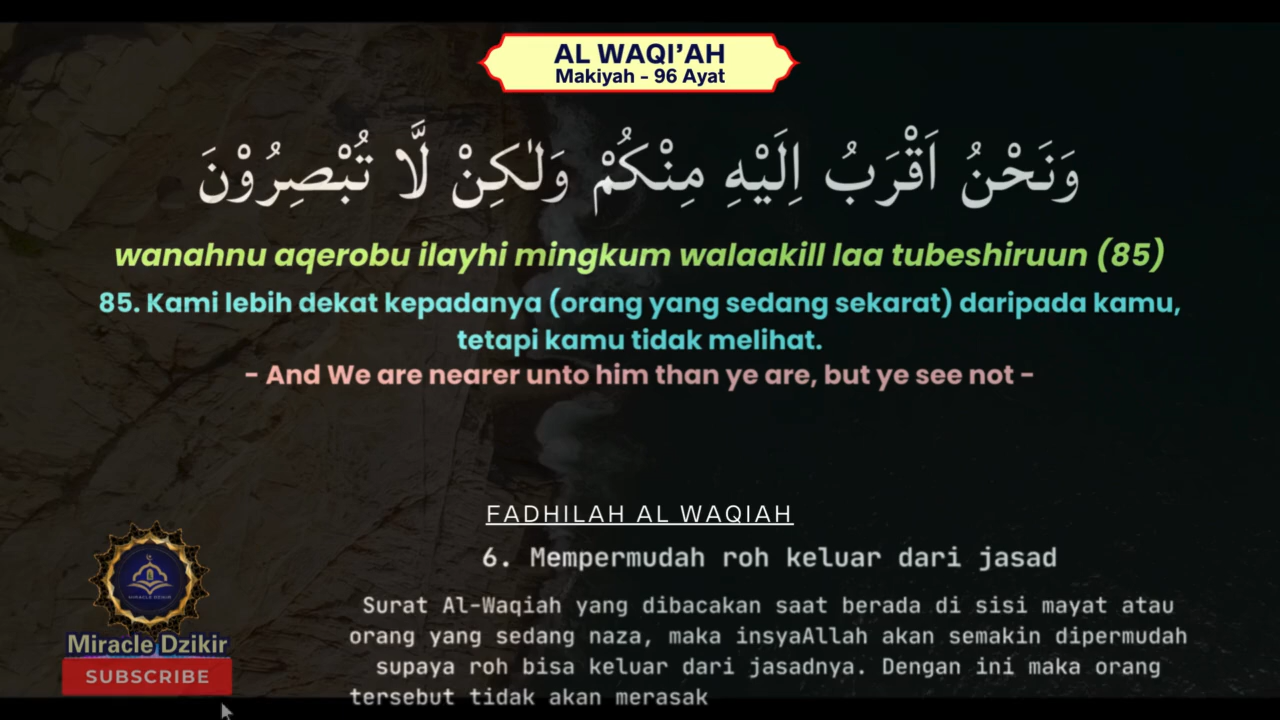 AL WAQI’AH
Makiyah - 96 Ayat
وَنَحْنُ اَقْرَبُ اِلَيْهِ مِنْكُمْ وَلٰكِنْ لَّا تُبْصِرُوْنَ
wanahnu aqerobu ilayhi mingkum walaakill laa tubeshiruun (85)
85. Kami lebih dekat kepadanya (orang yang sedang sekarat) daripada kamu,
tetapi kamu tidak melihat.
- And We are nearer unto him than ye are, but ye see not -
FADHILAH AL WAQIAH
6. Mempermudah roh keluar dari jasad
Surat Al-Waqiah yang dibacakan saat berada di sisi mayat atau
orang yang sedang naza, maka insyaAllah akan semakin dipermudah
supaya roh bisa keluar dari jasadnya. Dengan ini maka orang
tersebut tidak akan merasak
MIRACLE DZIKIR
Miracle Dzikir
SUBSCRIBE